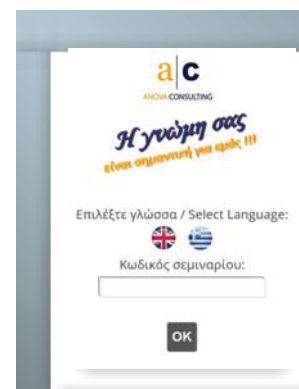 a|c
ANOVA CONSULTING
Η γνώμη σας
είναι σημαντική για εμάς !!!
Επιλέξτε γλώσσα / Select Language:
Κωδικός σεμιναρίου:
OK